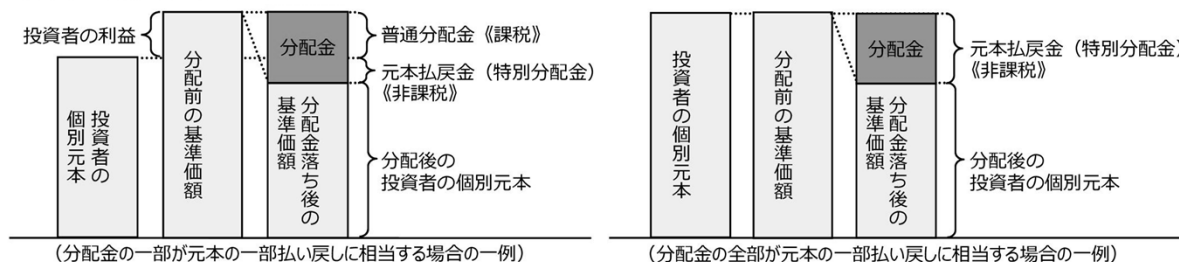 投資者の利益
投資者の
個別元本
分配前の基準価額
分配金
分配金落ち後の
基準価額
普通分配金《課税》
元本払戻金（特別分配金）
《非課税》
分配後の
投資者の個別元本
（分配金の一部が元本の一部払い戻しに相当する場合の一例）
投資者の個別元本
分配前の基準価額
分配金
分配金落ち後の
基準価額
元本払戻金（特別分配金）
《非課税》
分配後の
投資者の個別元本
（分配金の全部が元本の一部払い戻しに相当する場合の一例）